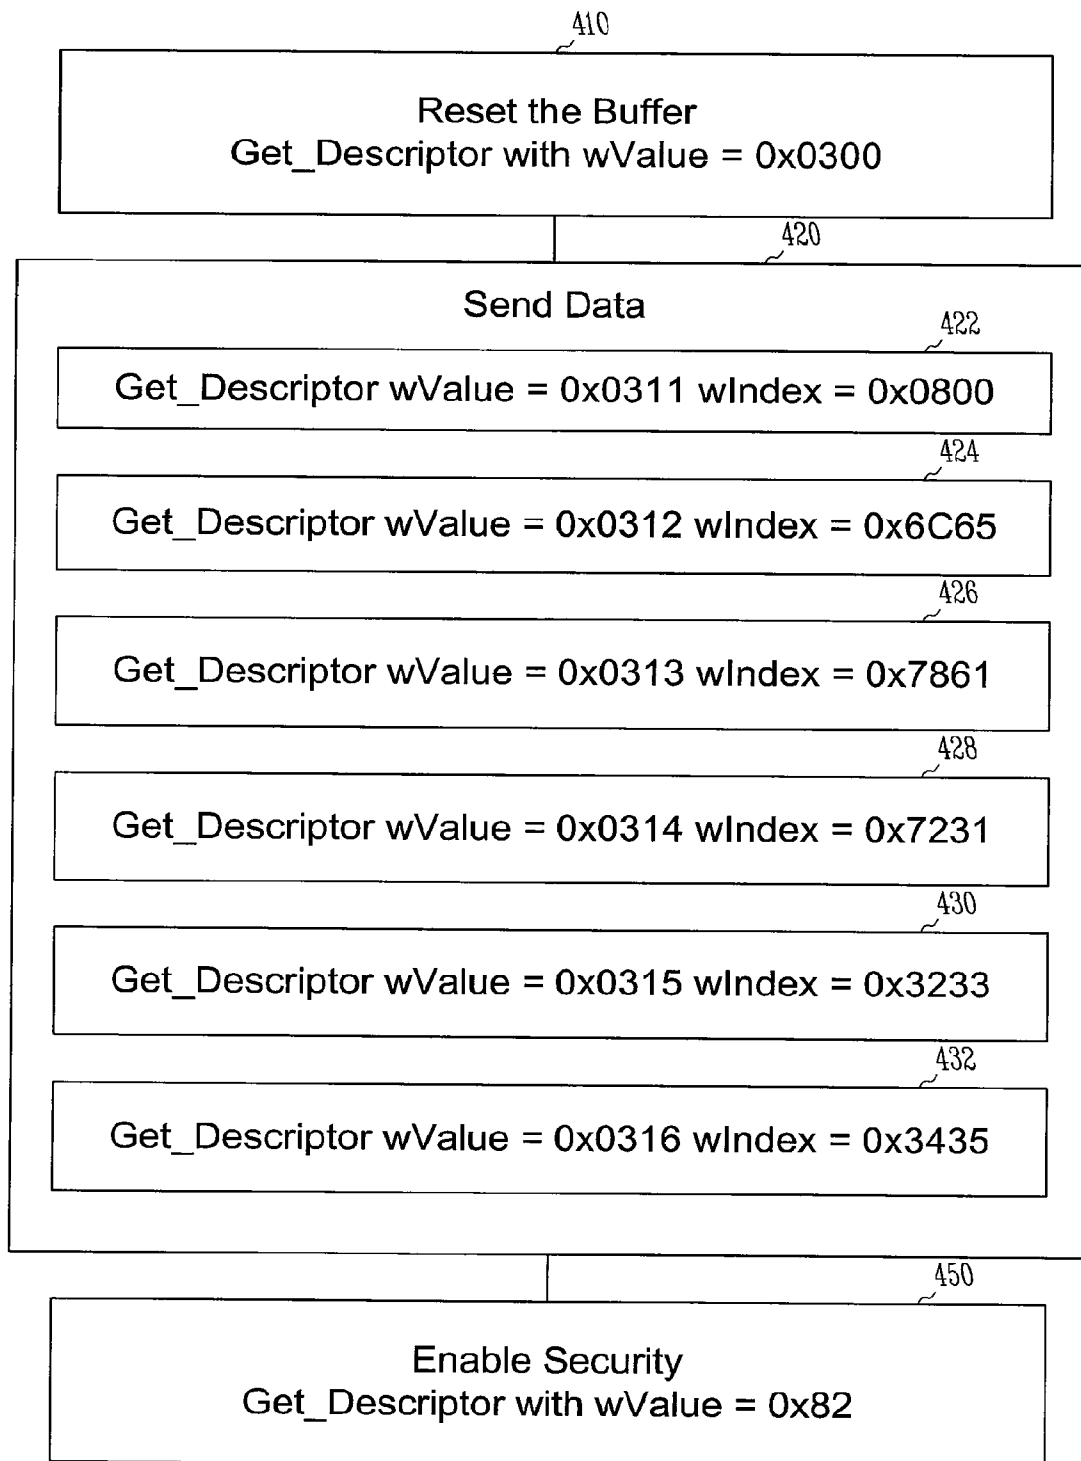 410
Reset the Buffer
Get_Descriptor with wValue = 0x0300
420
Send Data
422
Get_Descriptor wValue = 0x0311 wIndex = 0x0800
424
Get_Descriptor wValue = 0x0312 wIndex = 0x6C65
426
Get_Descriptor wValue = 0x0313 wIndex = 0x7861
428
Get_Descriptor wValue = 0x0314 wIndex = 0x7231
430
Get_Descriptor wValue = 0x0315 wIndex = 0x3233
432
Get_Descriptor wValue = 0x0316 wIndex = 0x3435
450
Enable Security
Get_Descriptor with wValue = 0x82